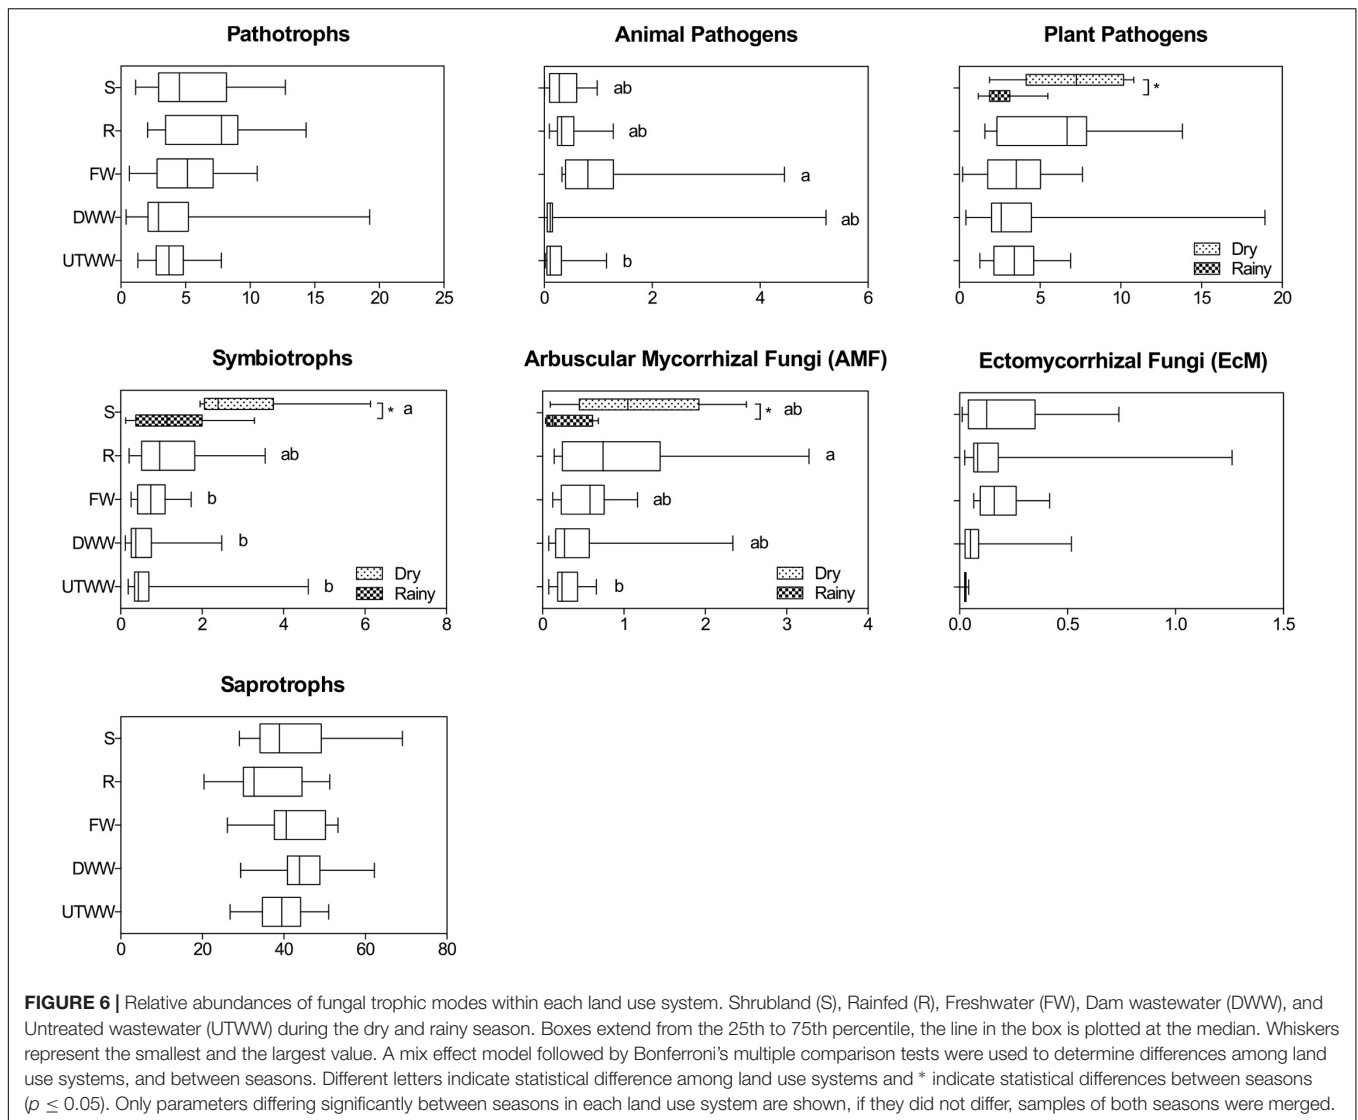 Pathotrophs
S
R
FW
DWW
UTWW
0 5 10 15 20 25
Animal Pathogens
ab
ab
a
ab
b
0 2 4 6
Plant Pathogens
*
Dry
Rainy
0 5 10 15 20
Symbiotrophs
S
R
FW
DWW
UTWW
* a
ab
b
b
b
Dry
Rainy
0 2 4 6 8
Arbuscular Mycorrhizal Fungi (AMF)
* ab
a
ab
ab
b
Dry
Rainy
0 1 2 3 4
Ectomycorrhizal Fungi (EcM)
0.0 0.5 1.0 1.5
Saprotrophs
S
R
FW
DWW
UTWW
0 20 40 60 80
FIGURE 6 | Relative abundances of fungal trophic modes within each land use system. Shrubland (S), Rainfed (R), Freshwater (FW), Dam wastewater (DWW), and
Untreated wastewater (UTWW) during the dry and rainy season. Boxes extend from the 25th to 75th percentile, the line in the box is plotted at the median. Whiskers
represent the smallest and the largest value. A mix effect model followed by Bonferroni's multiple comparison tests were used to determine differences among land
use systems, and between seasons. Different letters indicate statistical difference among land use systems and * indicate statistical differences between seasons
(p ≤ 0.05). Only parameters differing significantly between seasons in each land use system are shown, if they did not differ, samples of both seasons were merged.